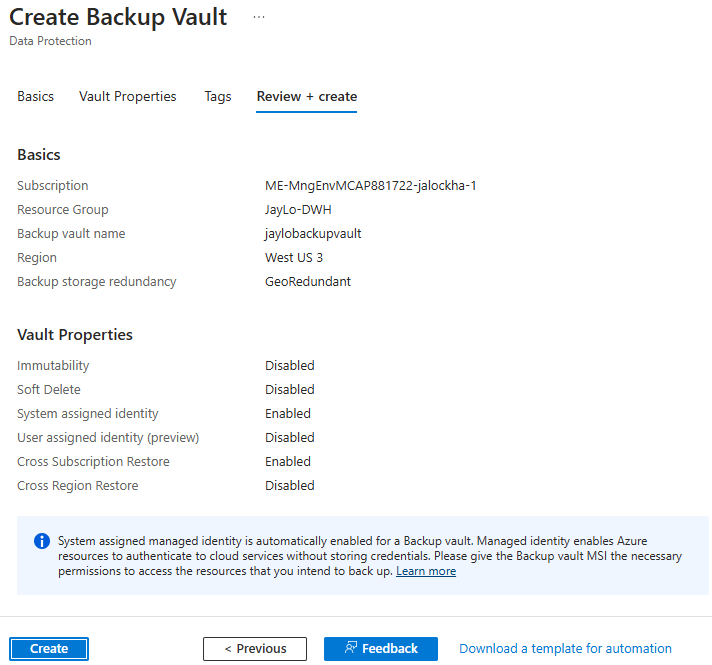 Create Backup Vault ...
Data Protection
Basics Vault Properties Tags Review + create
Basics
Subscription ME-MngEnvMCAP881722-jalockha-1
Resource Group JayLo-DWH
Backup vault name jaylobackupvault
Region West US 3
Backup storage redundancy GeoRedundant
Vault Properties
Immutability Disabled
Soft Delete Disabled
System assigned identity Enabled
User assigned identity (preview) Disabled
Cross Subscription Restore Enabled
Cross Region Restore Disabled
System assigned managed identity is automatically enabled for a Backup vault. Managed identity enables Azure
resources to authenticate to cloud services without storing credentials. Please give the Backup vault MSI the necessary
permissions to access the resources that you intend to back up. Learn more
Create < Previous Feedback Download a template for automation